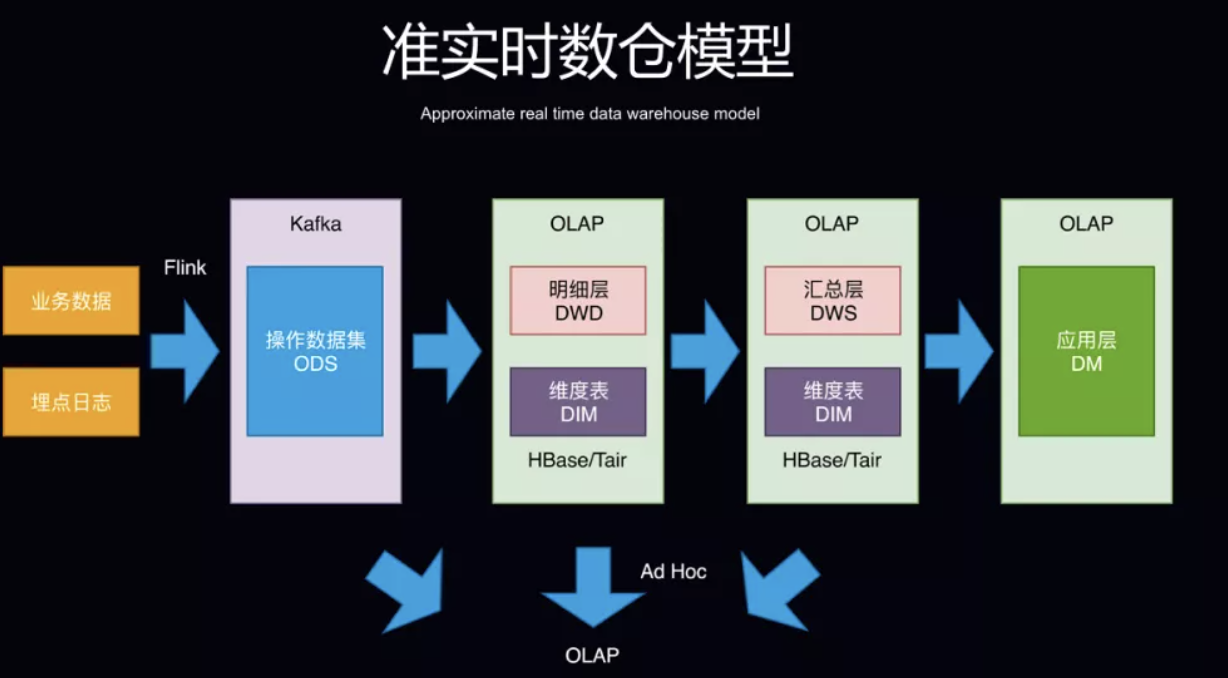 准实时数仓模型
Approximate real time data warehouse model
业务数据
埋点日志
Flink
Kafka
操作数据集
ODS
OLAP
明细层
DWD
维度表
DIM
HBase/Tair
OLAP
汇总层
DWS
维度表
DIM
HBase/Tair
OLAP
应用层
DM
Ad Hoc
OLAP